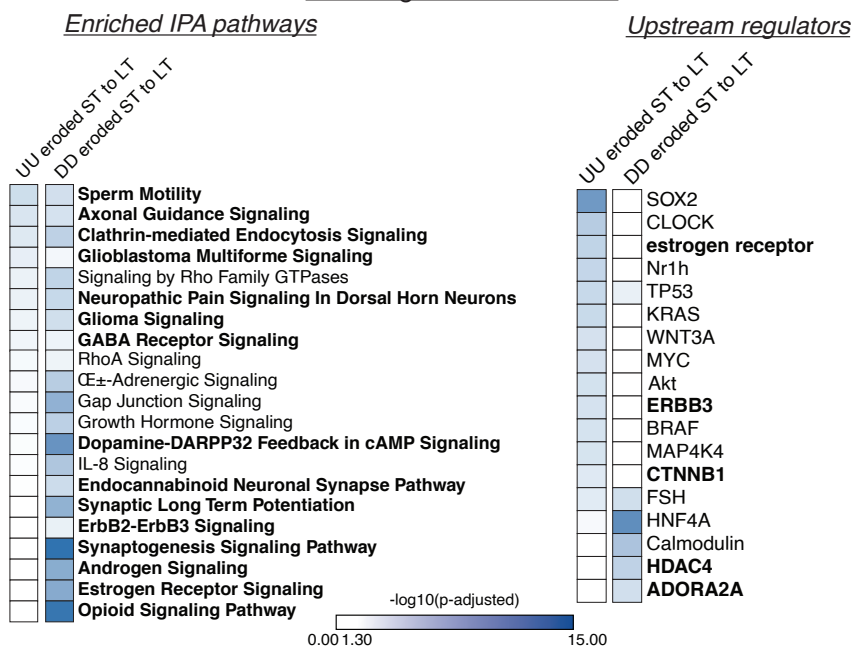 Enriched IPA pathways
Upstream regulators
UU eroded ST to LT
DD eroded ST to LT
UU eroded ST to LT
DD eroded ST to LT
Sperm Motility
Axonal Guidance Signaling
Clathrin-mediated Endocytosis Signaling
Glioblastoma Multiforme Signaling
Signaling by Rho Family GTPases
Neuropathic Pain Signaling In Dorsal Horn Neurons
Glioma Signaling
GABA Receptor Signaling
RhoA Signaling
Œ±-Adrenergic Signaling
Gap Junction Signaling
Growth Hormone Signaling
Dopamine-DARPP32 Feedback in cAMP Signaling
IL-8 Signaling
Endocannabinoid Neuronal Synapse Pathway
Synaptic Long Term Potentiation
ErbB2-ErbB3 Signaling
Synaptogenesis Signaling Pathway
Androgen Signaling
Estrogen Receptor Signaling
Opioid Signaling Pathway
SOX2
CLOCK
estrogen receptor
Nr1h
TP53
KRAS
WNT3A
MYC
Akt
ERBB3
BRAF
MAP4K4
CTNNB1
FSH
HNF4A
Calmodulin
HDAC4
ADORA2A
-log10(p-adjusted)
0.00 1.30 15.00